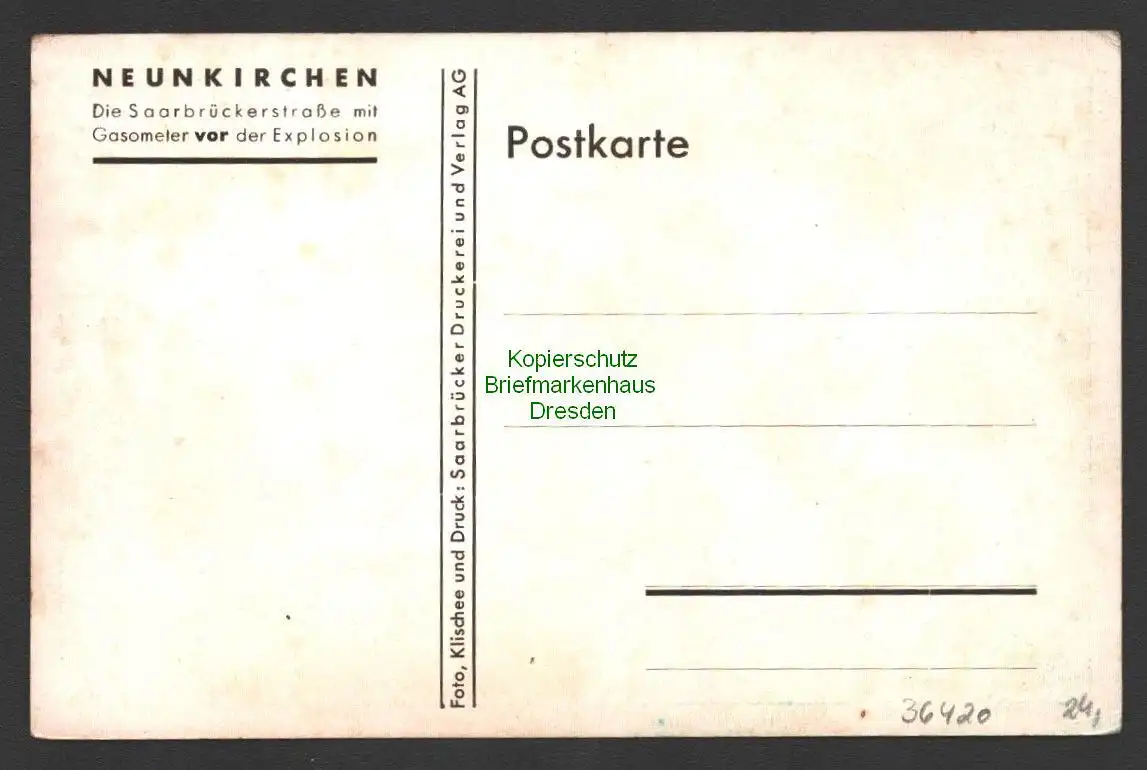 NEUNKIRCHEN
Die Saarbrückerstraße mit
Gasometer vor der Explosion
Foto, Klischee und Druck: Saarbrücker Druckerei und Verlag AG
Postkarte
Kopierschutz
Briefmarkenhaus
Dresden
36420
24,